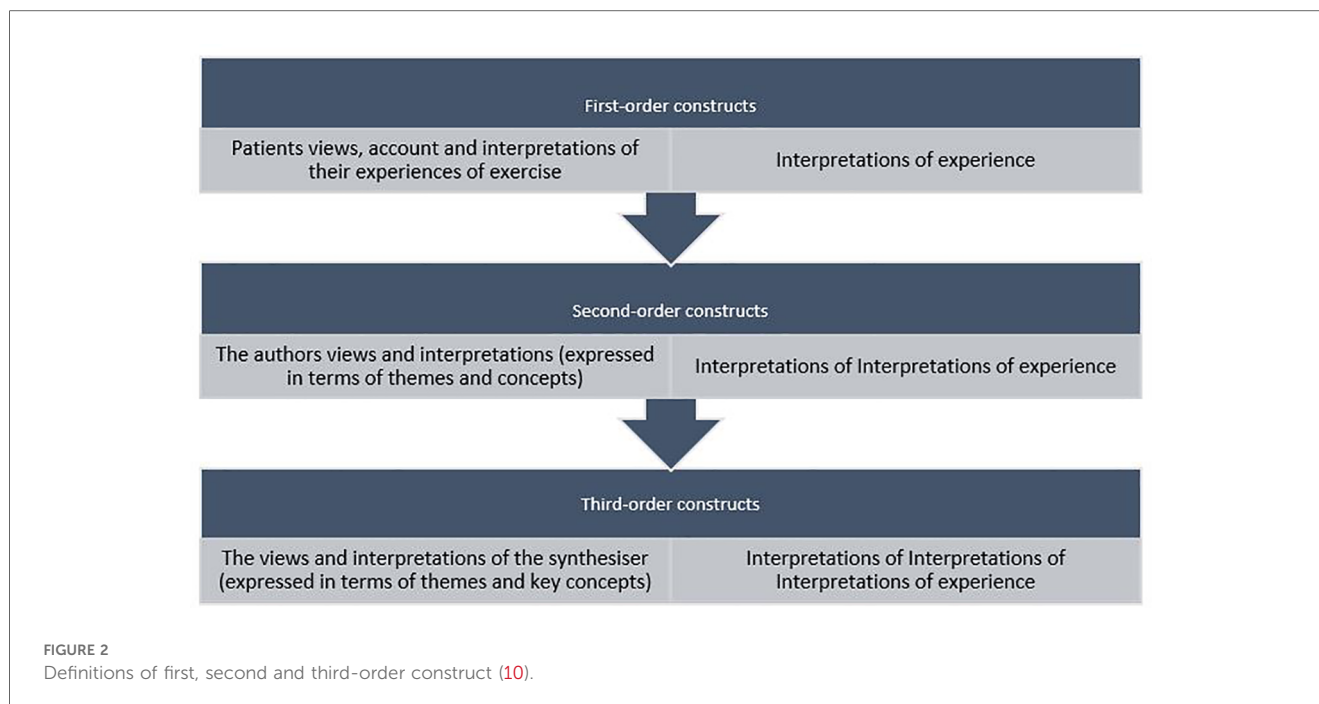 First-order constructs
Patients views, account and interpretations of
their experiences of exercise
Interpretations of experience
Second-order constructs
The authors views and interpretations (expressed
in terms of themes and concepts)
Interpretations of Interpretations of experience
Third-order constructs
The views and interpretations of the synthesiser
(expressed in terms of themes and key concepts)
Interpretations of Interpretations of
Interpretations of experience
FIGURE 2
Definitions of first, second and third-order construct (10).